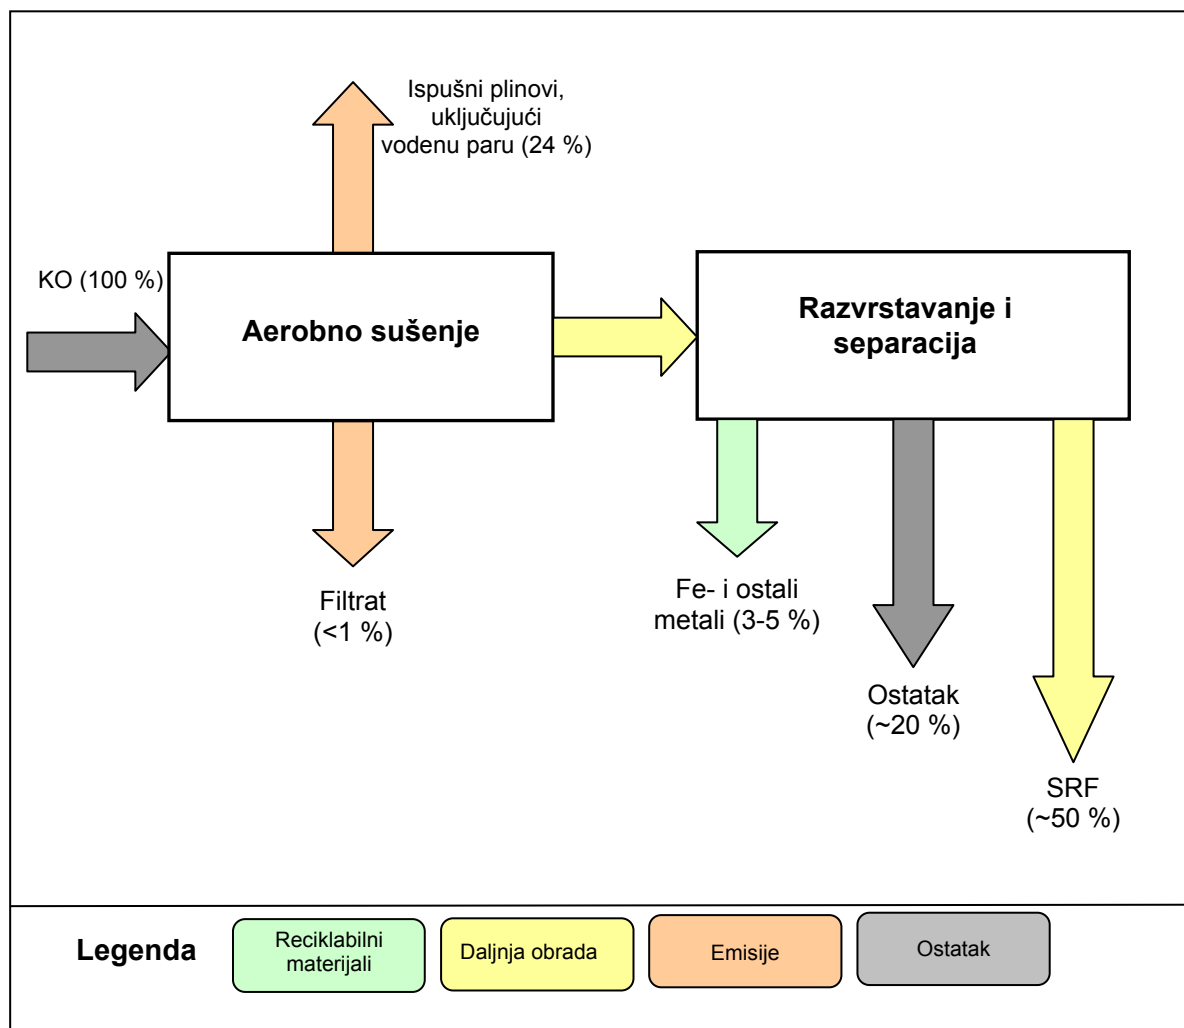 Ispušni plinovi,
uključujući
vodenu paru (24 %)
KO (100 %)
Aerobno sušenje
Razvrstavanje i
separacija
Filtrat
(<1 %)
Fe- i ostali
metali (3-5 %)
Ostatak
(~20 %)
SRF
(~50 %)
Legenda
Reciklabilni
materijali
Daljnja obrada
Emisije
Ostatak